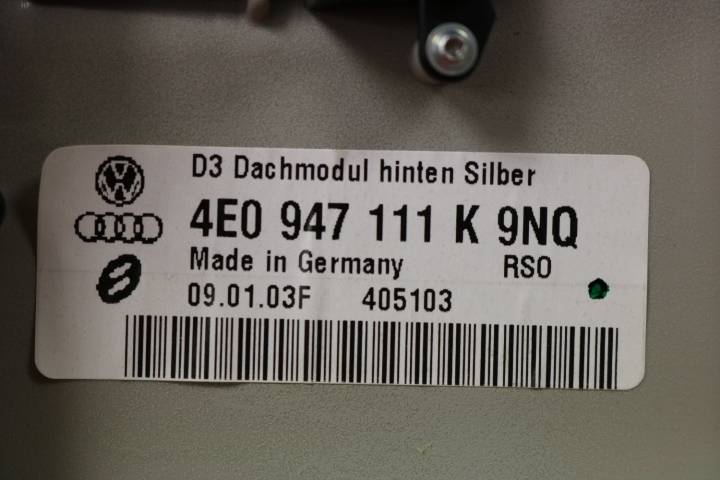 D3 Dachmodul hinten Silber
4E0 947 111 K 9NQ
Made in Germany RSO
09.01.03F 405103